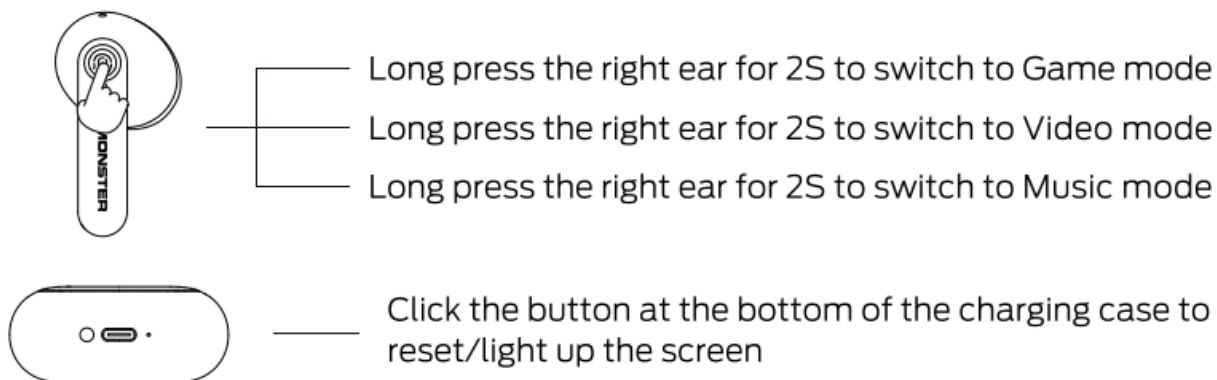 MONSTER
Long press the right ear for 2S to switch to Game mode
Long press the right ear for 2S to switch to Video mode
Long press the right ear for 2S to switch to Music mode
Click the button at the bottom of the charging case to
reset/light up the screen